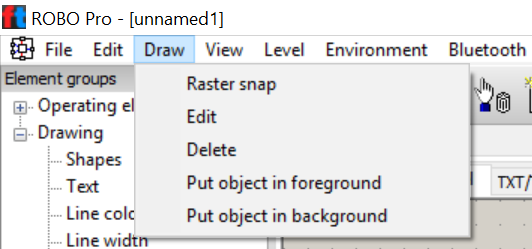 ft ROBO Pro - [unnamed1]
File Edit Draw View Level Environment Bluetooth
Element groups
Raster snap
Operating el
Edit
Drawing
Delete
Shapes
Text
Put object in foreground
TXT/
Line colo
Put object in background
Line width